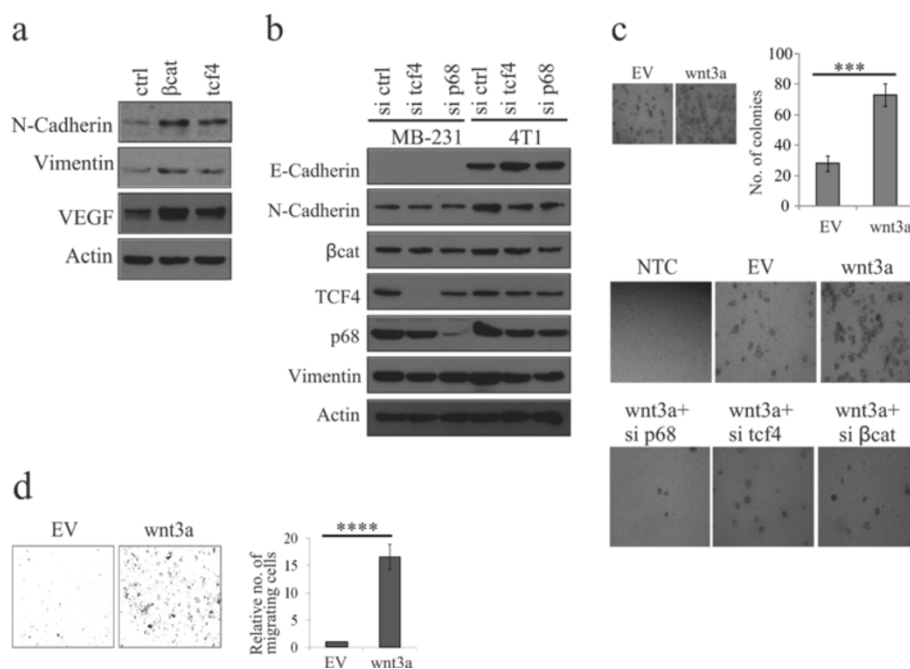 a
ctrl
βcat
tcf4
N-Cadherin
Vimentin
VEGF
Actin
b
si ctrl
si tcf4
si p68
si ctrl
si tcf4
si p68
MB-231
4T1
E-Cadherin
N-Cadherin
βcat
TCF4
p68
Vimentin
Actin
c
EV
wnt3a
***
No. of colonies
100
80
60
40
20
0
EV
wnt3a
NTC
EV
wnt3a
wnt3a+
si p68
wnt3a+
si tcf4
wnt3a+
si βcat
d
EV
wnt3a
****
Relative no. of
migrating cells
20
15
10
5
0
EV
wnt3a